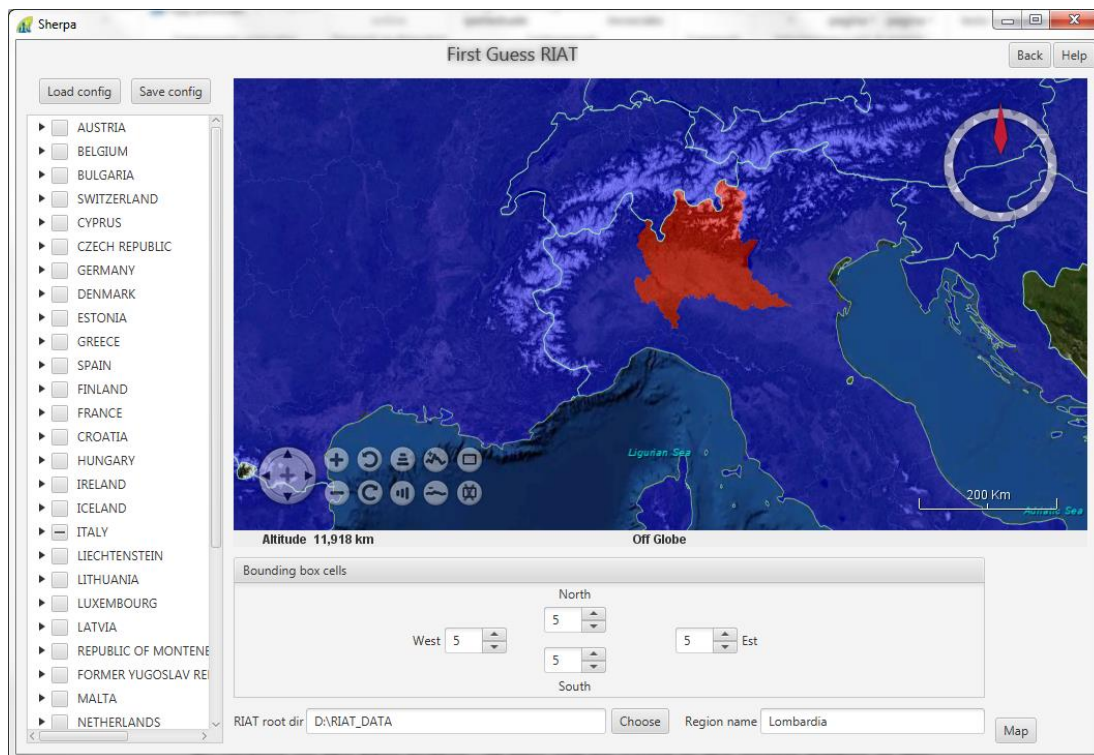 Sherpa
First Guess RIAT
Back Help
Load config Save config
AUSTRIA
BELGIUM
BULGARIA
SWITZERLAND
CYPRUS
CZECH REPUBLIC
GERMANY
DENMARK
ESTONIA
GREECE
SPAIN
FINLAND
FRANCE
CROATIA
HUNGARY
IRELAND
ICELAND
ITALY
LIECHTENSTEIN
LITHUANIA
LUXEMBOURG
LATVIA
REPUBLIC OF MONTENE
FORMER YUGOSLAV RE
MALTA
NETHERLANDS
Ligurian Sea
200 Km
Adriatic Sea
Altitude 11,918 km Off Globe
Bounding box cells
North
5
West 5 5 Est
5
South
RIAT root dir D:\RIAT_DATA Choose Region name Lombardia Map